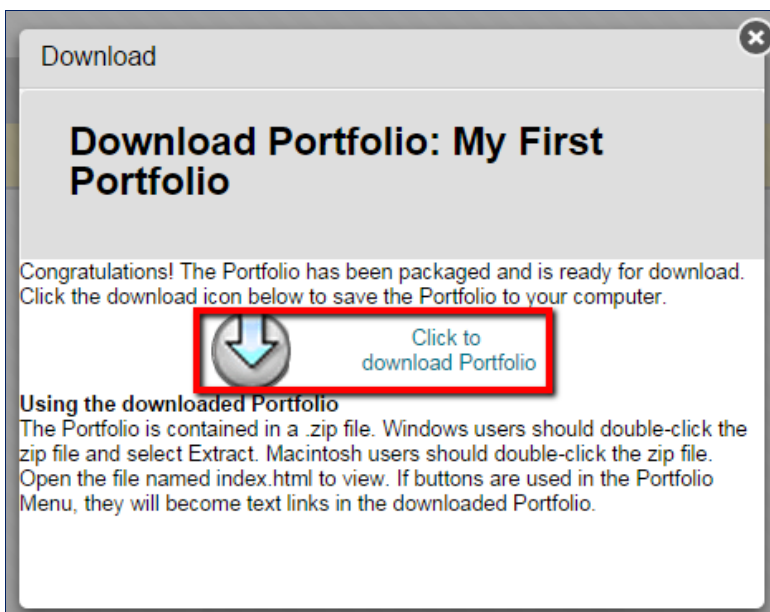 Download
Download Portfolio: My First
Portfolio
Congratulations! The Portfolio has been packaged and is ready for download.
Click the download icon below to save the Portfolio to your computer.
Click to
download Portfolio
Using the downloaded Portfolio
The Portfolio is contained in a .zip file. Windows users should double-click the
zip file and select Extract. Macintosh users should double-click the zip file.
Open the file named index.html to view. If buttons are used in the Portfolio
Menu, they will become text links in the downloaded Portfolio.